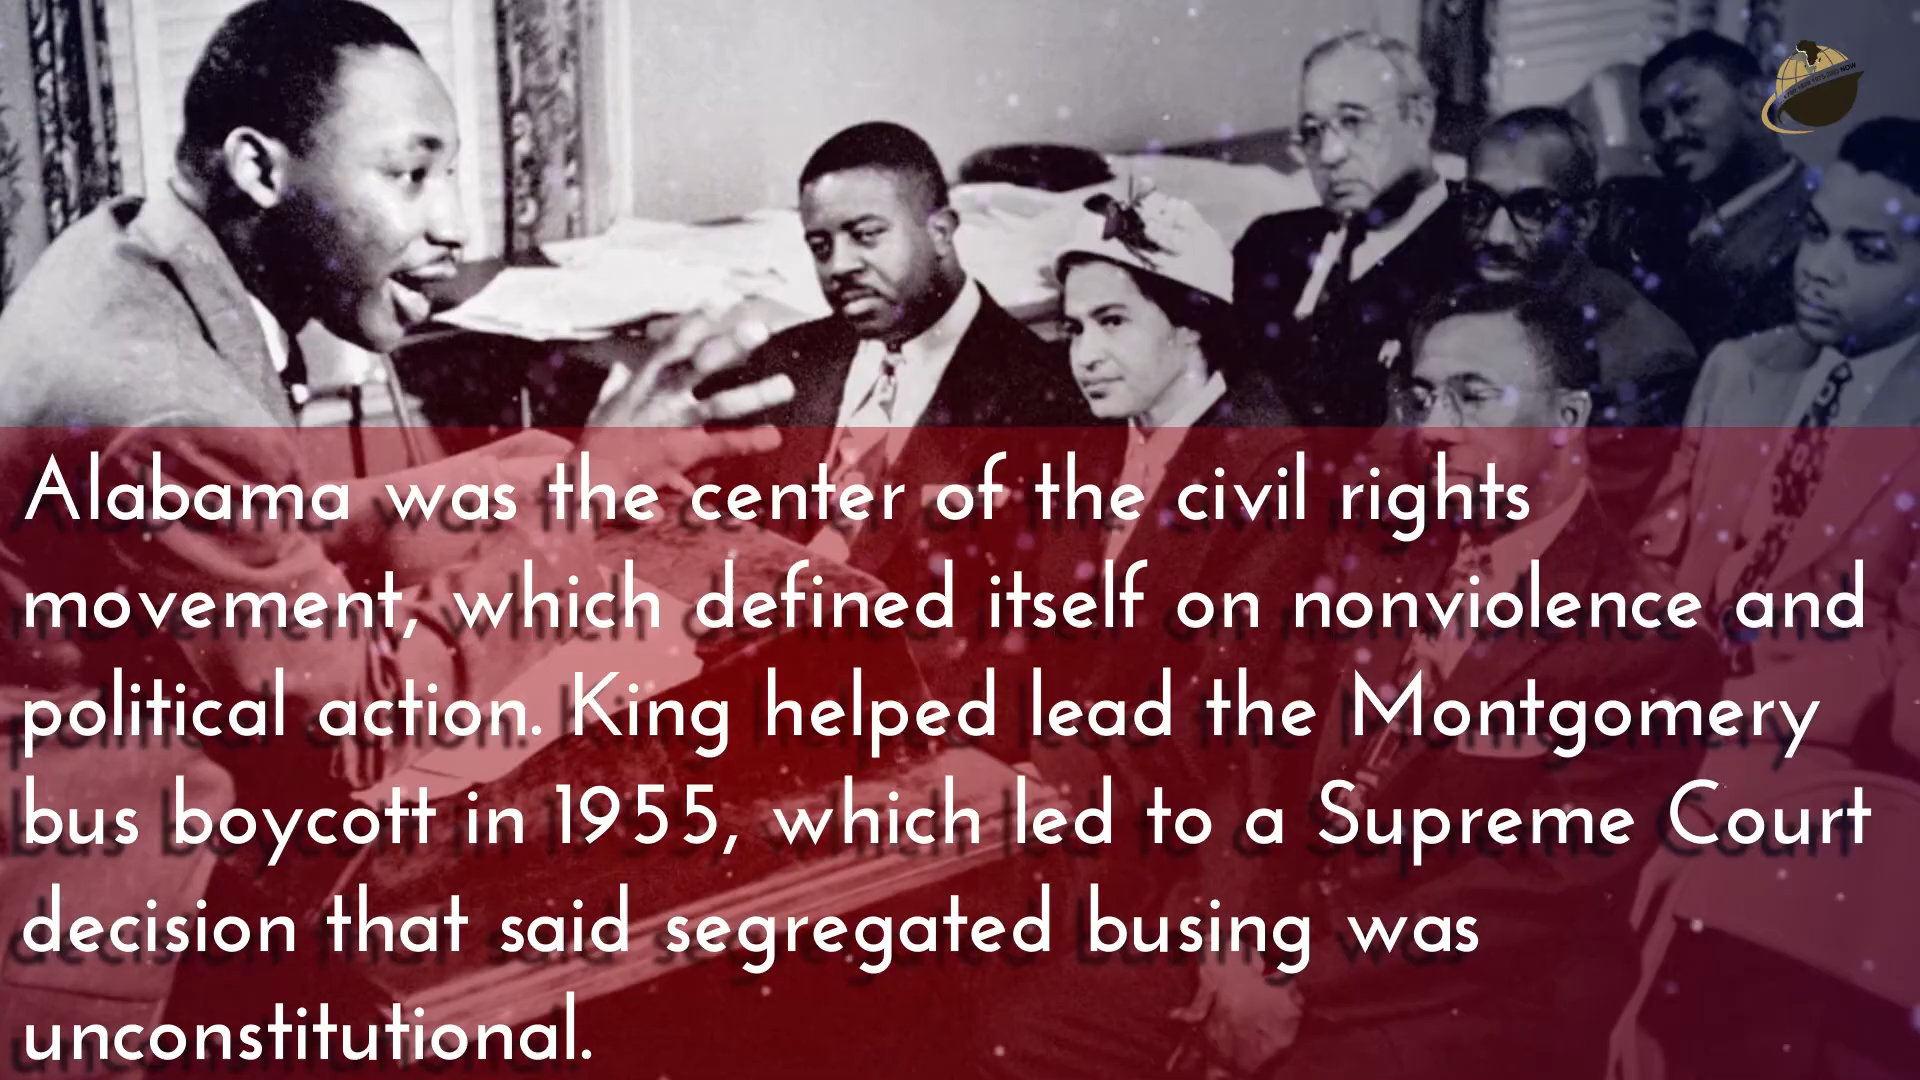 Alabama was the center of the civil rights
movement, which defined itself on nonviolence and
political action. King helped lead the Montgomery
bus boycott in 1955, which led to a Supreme Court
decision that said segregated busing was
unconstitutional.